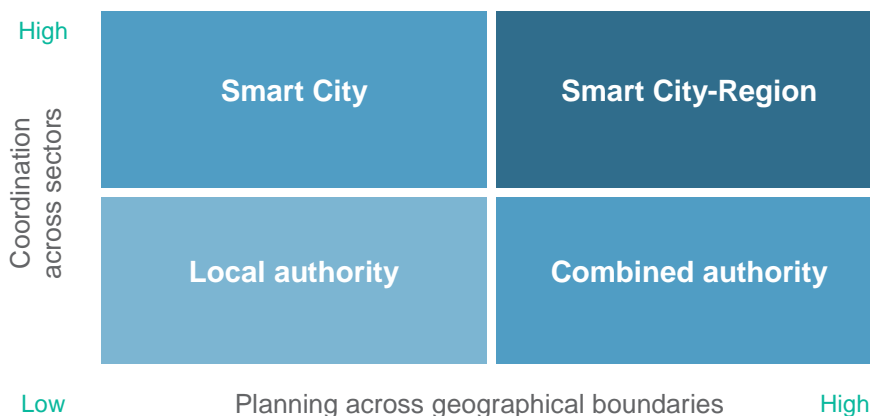 High
Smart City
Smart City-Region
Coordination
across sectors
Local authority
Combined authority
Low
Planning across geographical boundaries
High